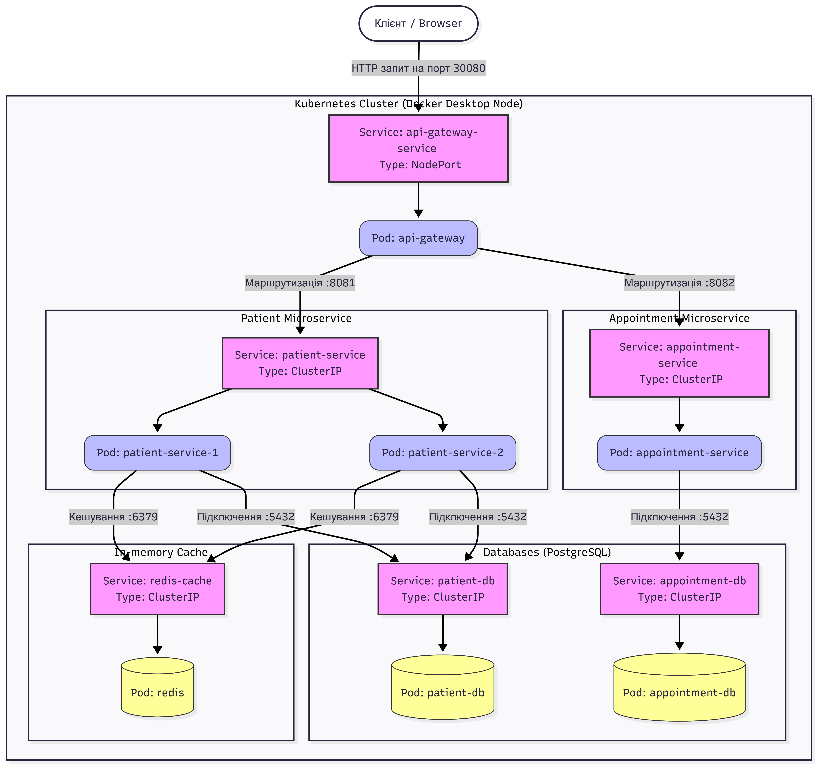 Клієнт / Browser
HTTP запит на порт 30080
Kubernetes Cluster (Docker Desktop Node)
Service: api-gateway-
service
Type: NodePort
Pod: api-gateway
Маршрутизація :8081
Маршрутизація :8082
Patient Microservice
Appointment Microservice
Service: patient-service
Type: ClusterIP
Service: appointment-
service
Type: ClusterIP
Pod: patient-service-1
Pod: patient-service-2
Pod: appointment-service
Кешування :6379
Підключення :5432
Кешування :6379
Підключення :5432
Підключення :5432
In-memory Cache
Databases (PostgreSQL)
Service: redis-cache
Type: ClusterIP
Service: patient-db
Type: ClusterIP
Service: appointment-db
Type: ClusterIP
Pod: redis
Pod: patient-db
Pod: appointment-db